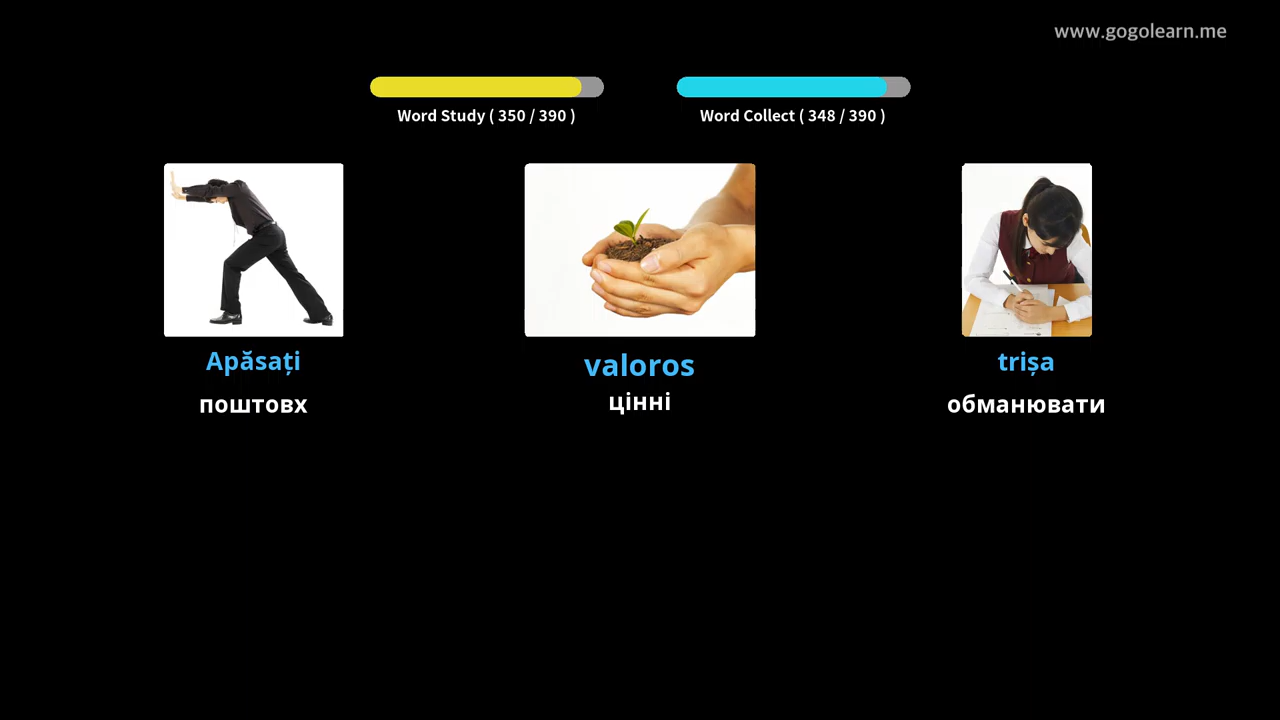 www.gogolearn.me
Word Study ( 350 / 390 )
Word Collect ( 348 / 390 )
Apăsați
поштовх
valoros
цінні
trișa
обманювати